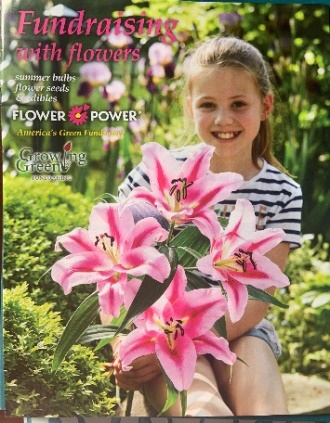 Fundraising
with flowers
summer bulbs
flower seeds
& edibles
FLOWER POWER
America's Green Fundraiser
Growing
Green